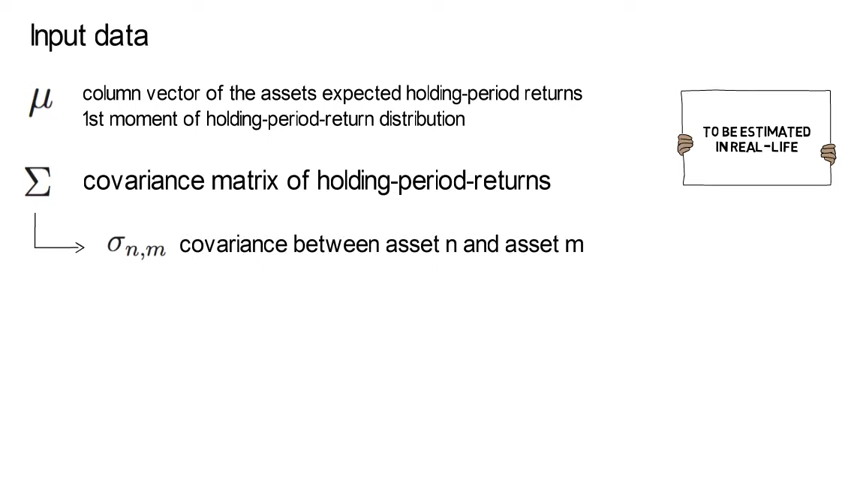 Input data
μ column vector of the assets expected holding-period returns
1st moment of holding-period-return distribution
TO BE ESTIMATED
IN REAL-LIFE
Σ covariance matrix of holding-period-returns
σn,m covariance between asset n and asset m